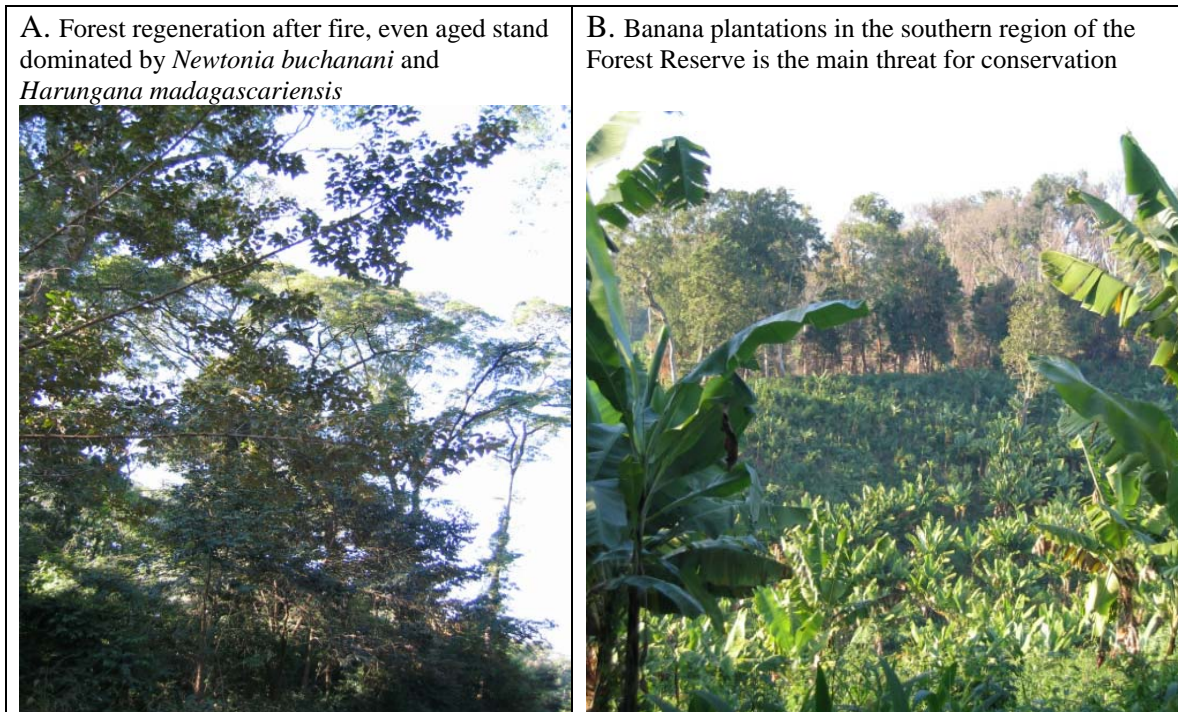 A. Forest regeneration after fire, even aged stand
dominated by Newtonia buchanani and
Harungana madagascariensis
B. Banana plantations in the southern region of the
Forest Reserve is the main threat for conservation